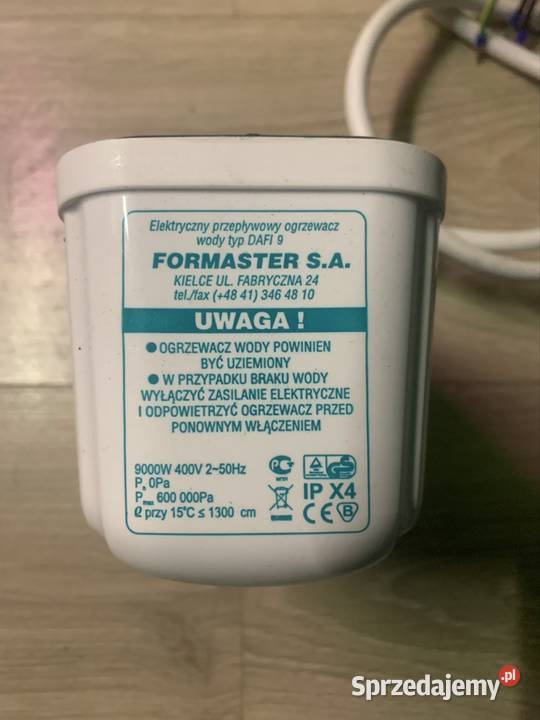 Elektryczny przepływowy ogrzewacz
wody typ DAFI 9
FORMASTER S.A.
KIELCE UL. FABRYCZNA 24
tel./fax (+48 41) 346 48 10
UWAGA !
● OGRZEWACZ WODY POWINIEN
BYĆ UZIEMIONY
● W PRZYPADKU BRAKU WODY
WYŁĄCZYĆ ZASILANIE ELEKTRYCZNE
I ODPOWIETRZYĆ OGRZEWACZ PRZED
PONOWNYM WŁĄCZENIEM
9000W 400V 2~50Hz
0Pa
Pmax 600 000Pa
przy 15°C ≤ 1300 cm
GS
IP X4
CE B
Sprzedajemy.pl